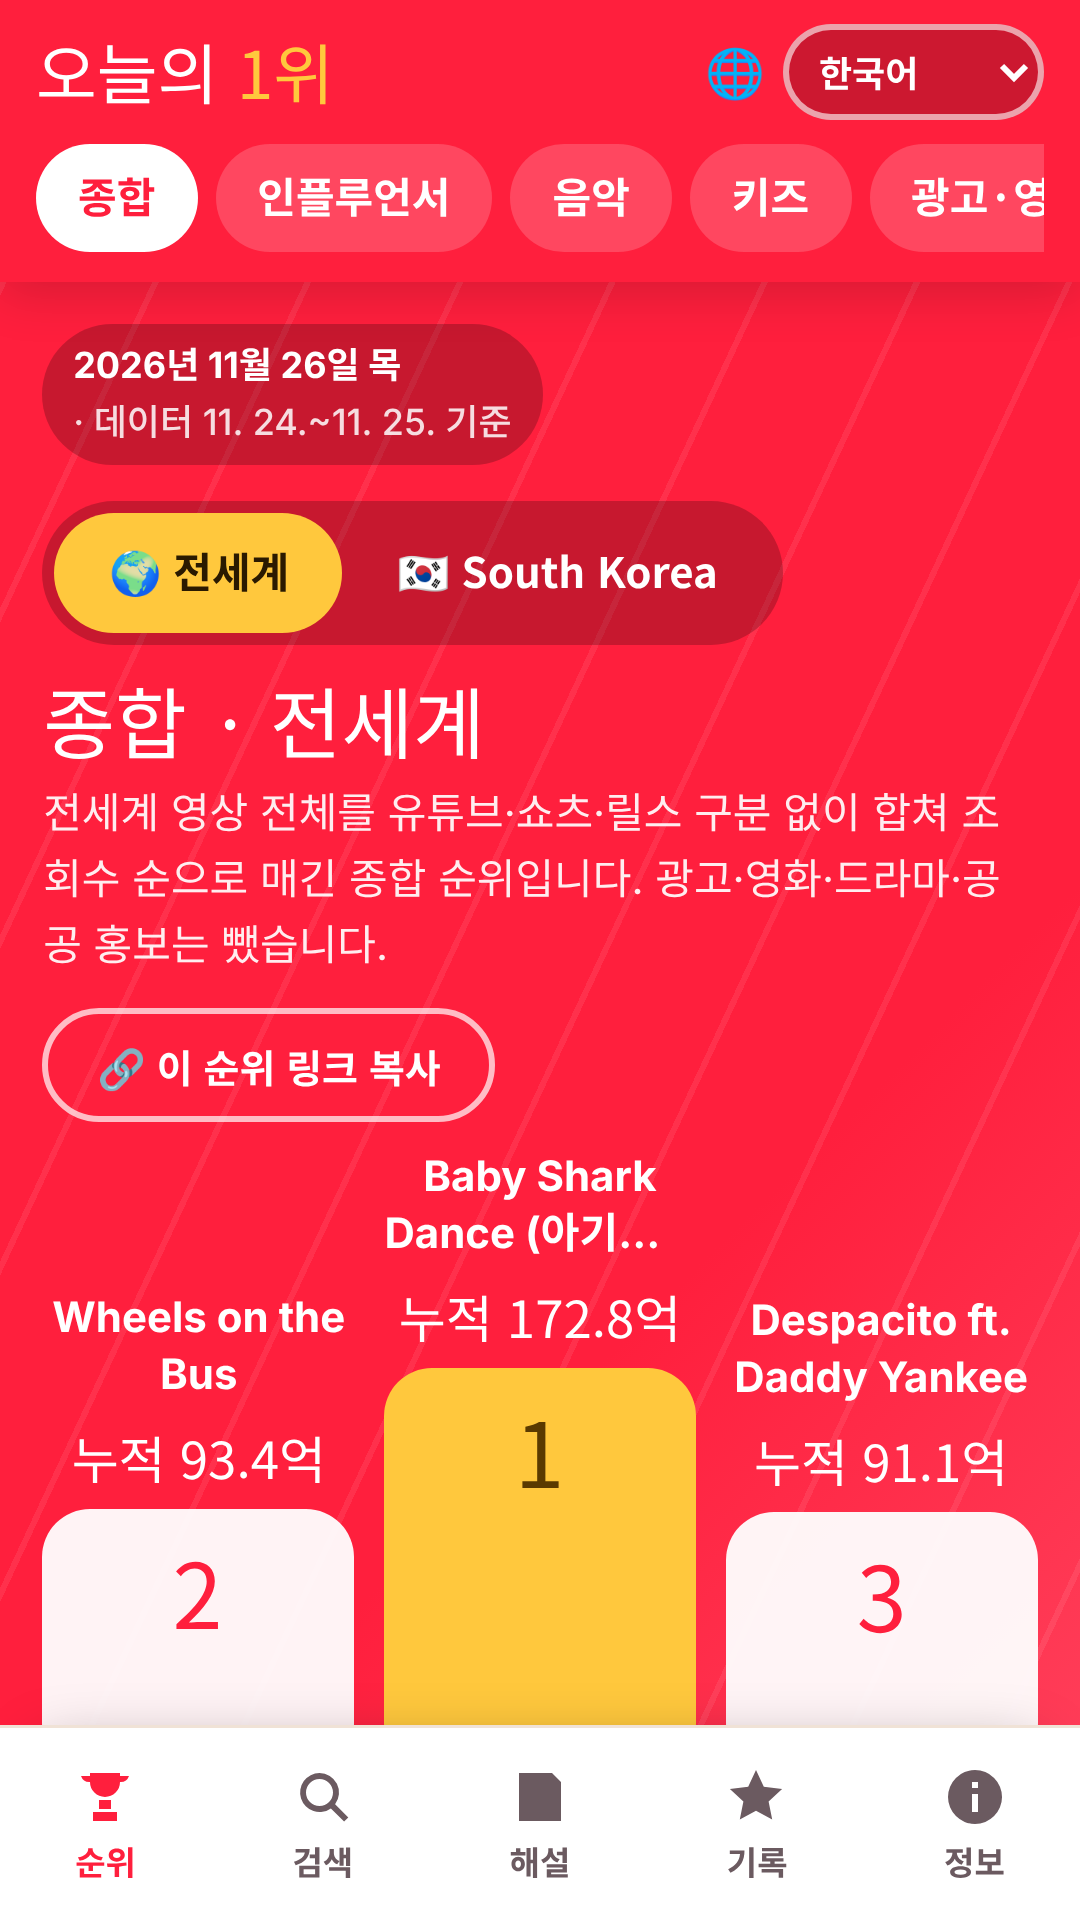 오늘의 1위
한국어
종합
인플루언서
음악
키즈
광고·영
2026년 11월 26일 목
· 데이터 11. 24.~11. 25. 기준
전세계
South Korea
종합 · 전세계
전세계 영상 전체를 유튜브·쇼츠·릴스 구분 없이 합쳐 조
회수 순으로 매긴 종합 순위입니다. 광고·영화·드라마·공
공 홍보는 뺐습니다.
이 순위 링크 복사
Baby Shark
Dance (아기...
누적 172.8억
1
Wheels on the
Bus
누적 93.4억
2
Despacito ft.
Daddy Yankee
누적 91.1억
3
순위
검색
해설
기록
정보